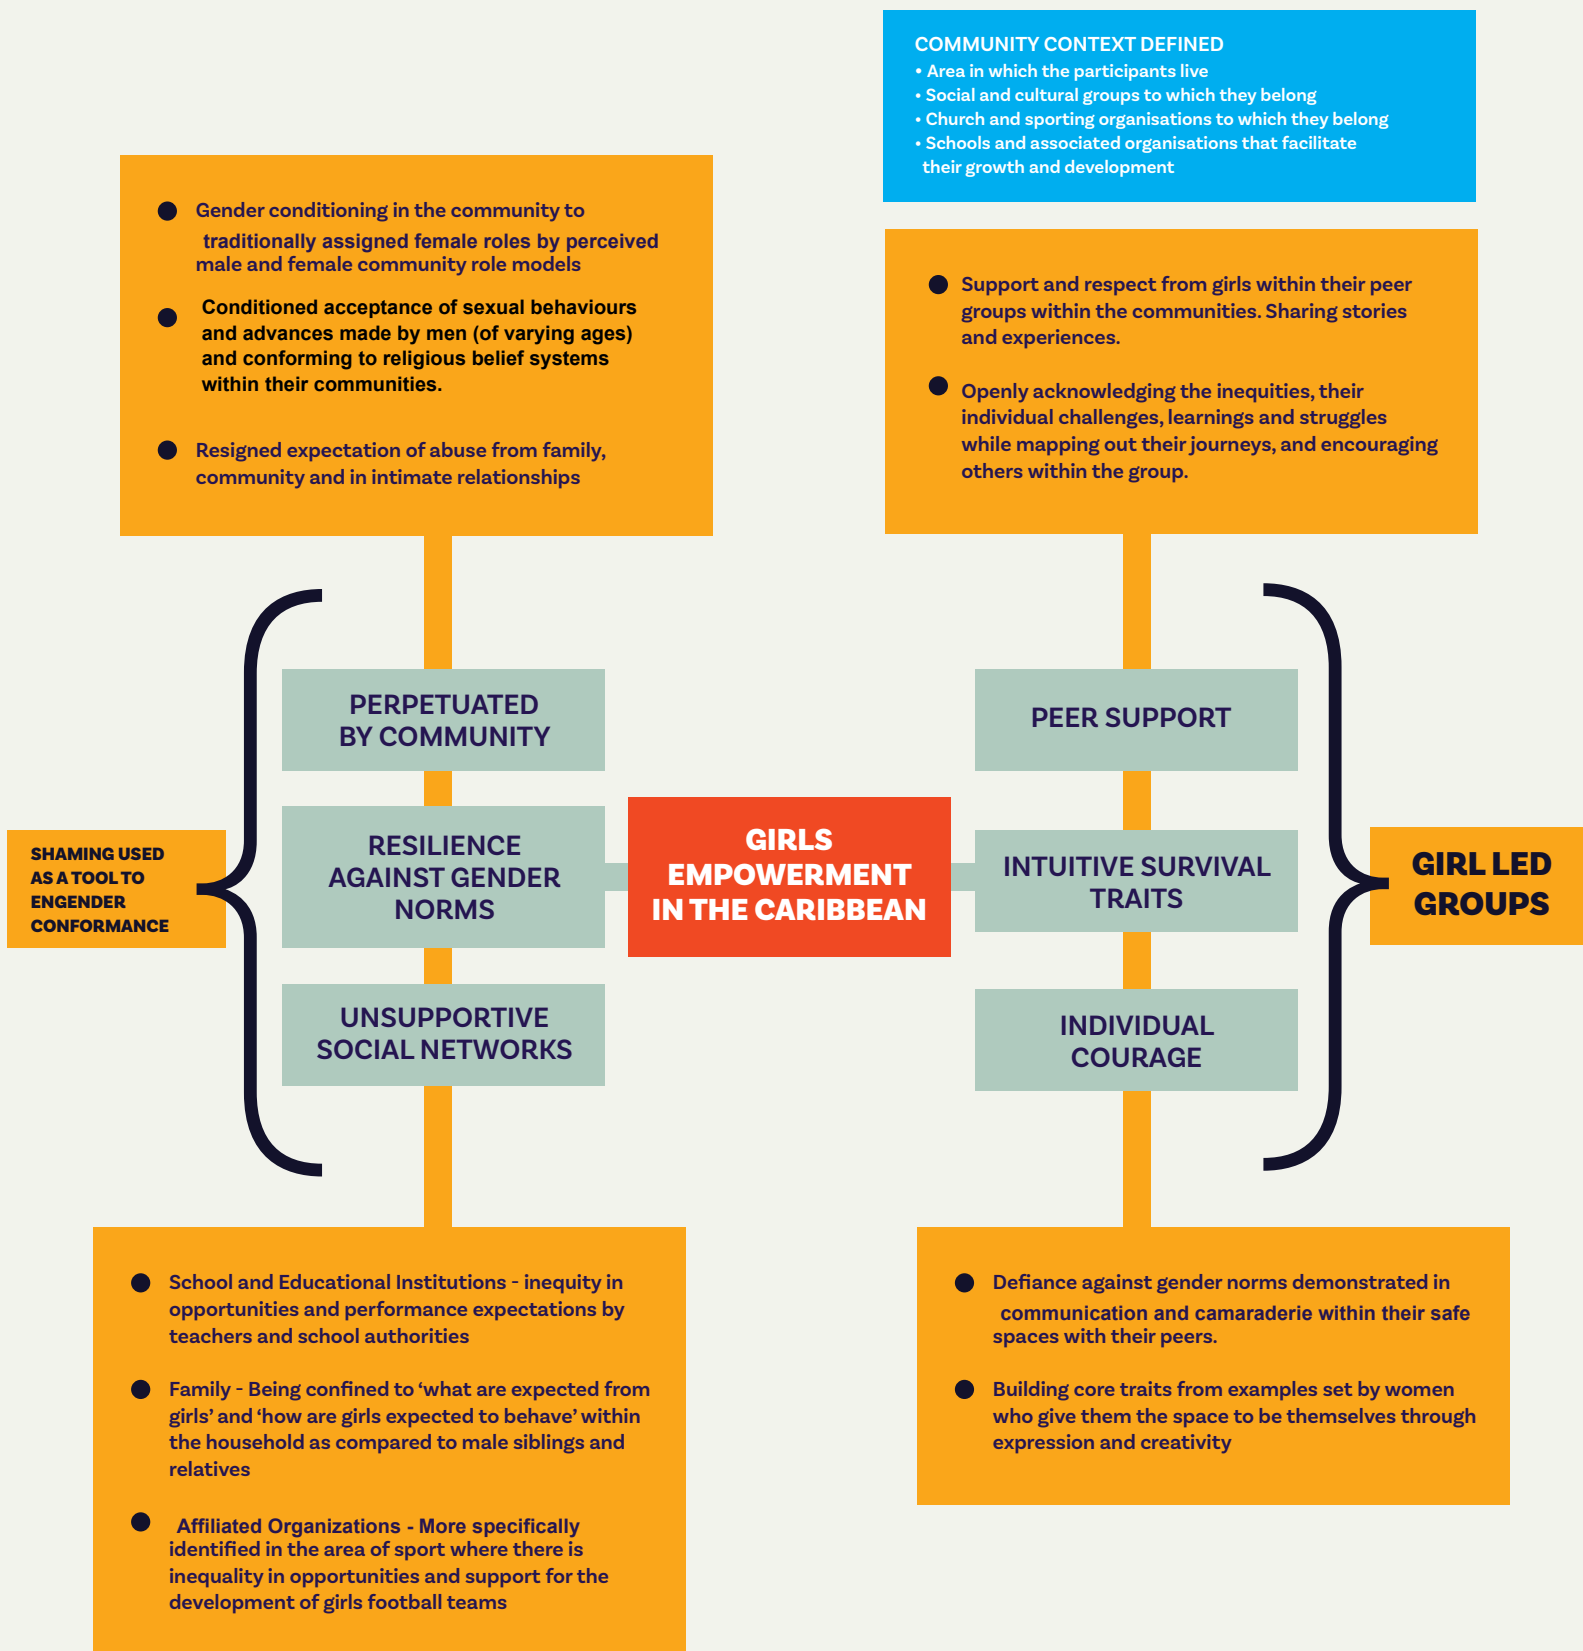 COMMUNITY CONTEXT DEFINED
• Area in which the participants live
• Social and cultural groups to which they belong
• Church and sporting organisations to which they belong
• Schools and associated organisations that facilitate
their growth and development
● Gender conditioning in the community to
traditionally assigned female roles by perceived
male and female community role models
● Conditioned acceptance of sexual behaviours
and advances made by men (of varying ages)
and conforming to religious belief systems
within their communities.
● Resigned expectation of abuse from family,
community and in intimate relationships
● Support and respect from girls within their peer
groups within the communities. Sharing stories
and experiences.
● Openly acknowledging the inequities, their
individual challenges, learnings and struggles
while mapping out their journeys, and encouraging
others within the group.
SHAMING USED
AS A TOOL TO
ENGENDER
CONFORMANCE
PERPETUATED
BY COMMUNITY
RESILIENCE
AGAINST GENDER
NORMS
UNSUPPORTIVE
SOCIAL NETWORKS
GIRLS
EMPOWERMENT
IN THE CARIBBEAN
PEER SUPPORT
INTUITIVE SURVIVAL
TRAITS
INDIVIDUAL
COURAGE
GIRL LED
GROUPS
● School and Educational Institutions - inequity in
opportunities and performance expectations by
teachers and school authorities
● Family - Being confined to ‘what are expected from
girls’ and ‘how are girls expected to behave’ within
the household as compared to male siblings and
relatives
● Affiliated Organizations - More specifically
identified in the area of sport where there is
inequality in opportunities and support for the
development of girls football teams
● Defiance against gender norms demonstrated in
communication and camaraderie within their safe
spaces with their peers.
● Building core traits from examples set by women
who give them the space to be themselves through
expression and creativity